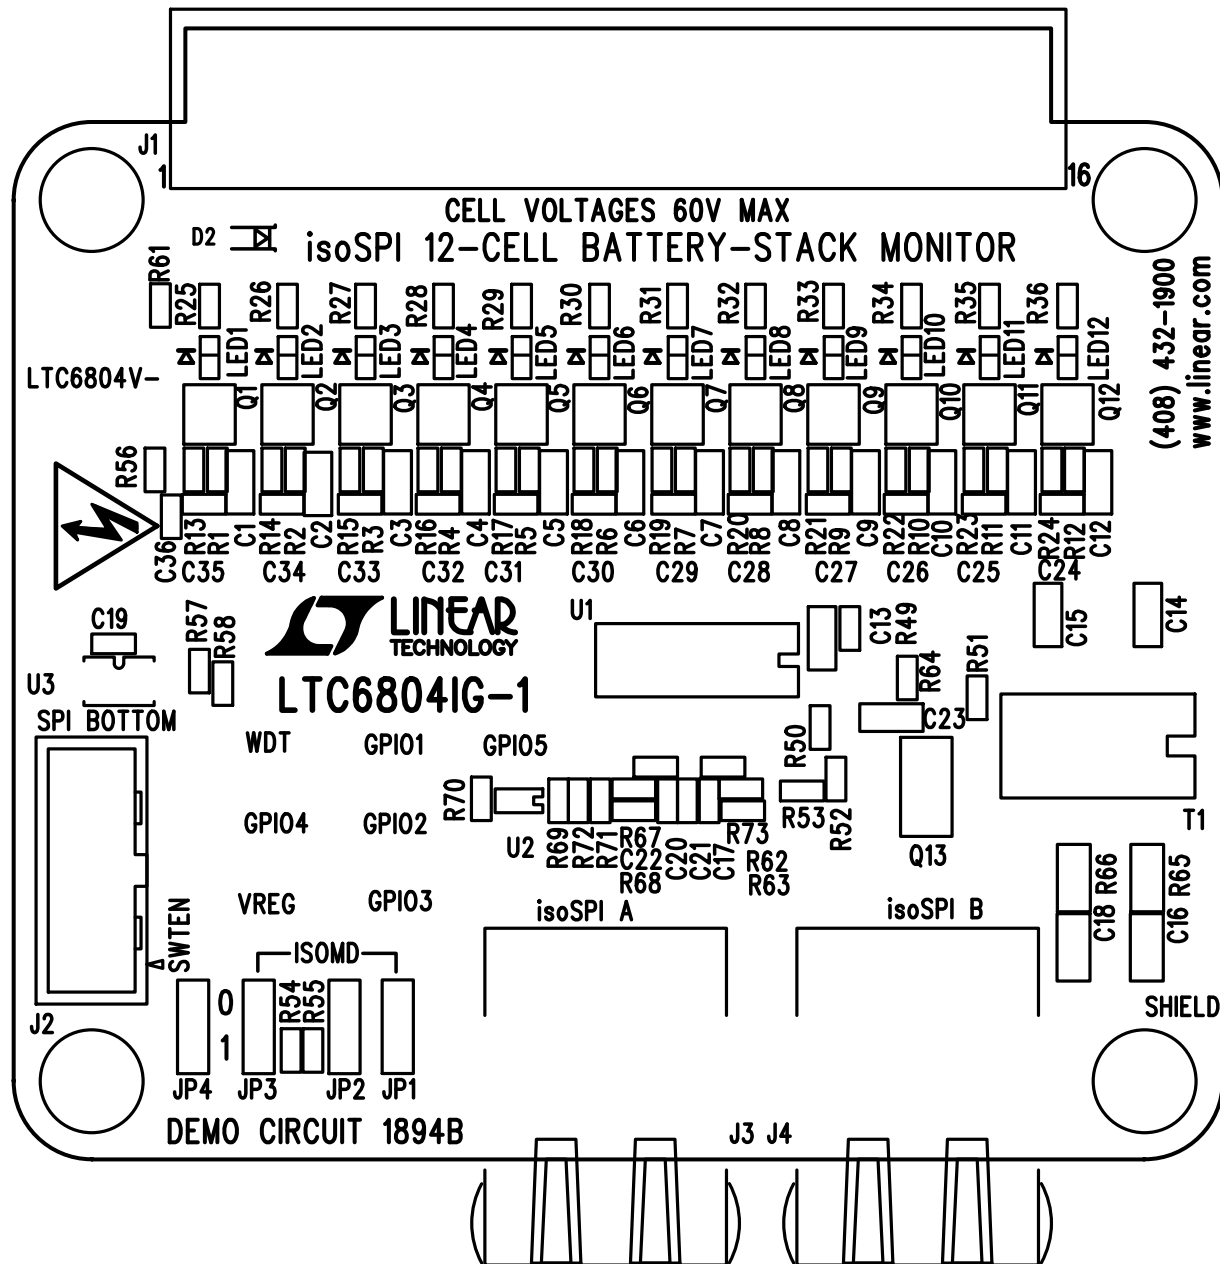 J1
1
16
CELL VOLTAGES 60V MAX
D2
isoSPI 12-CELL BATTERY-STACK MONITOR
(408) 432-1900
www.linear.com
R61
R25 R26 R27 R28 R29 R30 R31 R32 R33 R34 R35 R36
LED1 LED2 LED3 LED4 LED5 LED6 LED7 LED8 LED9 LED10 LED11 LED12
LTC6804V-
Q1 Q2 Q3 Q4 Q5 Q6 Q7 Q8 Q9 Q10 Q11 Q12
R56
C36 R13 R1 C1 R14 R2 C2 R15 R3 C3 R16 R4 C4 R17 R5 C5 R18 R6 C6 R19 R7 C7 R20 R8 C8 R21 R9 C9 R22 R10 C10 R23 R11 C11 R24 R12 C12
C35 C34 C33 C32 C31 C30 C29 C28 C27 C26 C25 C24
C19
R57
R58
LINEAR
TECHNOLOGY
U1
C13
R49
R64
R51
C15
C14
U3
LTC6804IG-1
SPI BOTTOM
C23
WDT GPIO1 GPIO5
R50
R70
R53
R52
T1
GPIO4 GPIO2
U2
R69 R72 R71
R67
C22
R68
C20 C21 C17
R73
R62
R63
Q13
R66 R65
VREG GPIO3
isoSPI A
isoSPI B
C18 C16
SWTEN
ISOMD
R54 R55
0
1
J2
SHIELD
JP4 JP3 JP2 JP1
DEMO CIRCUIT 1894B
J3 J4